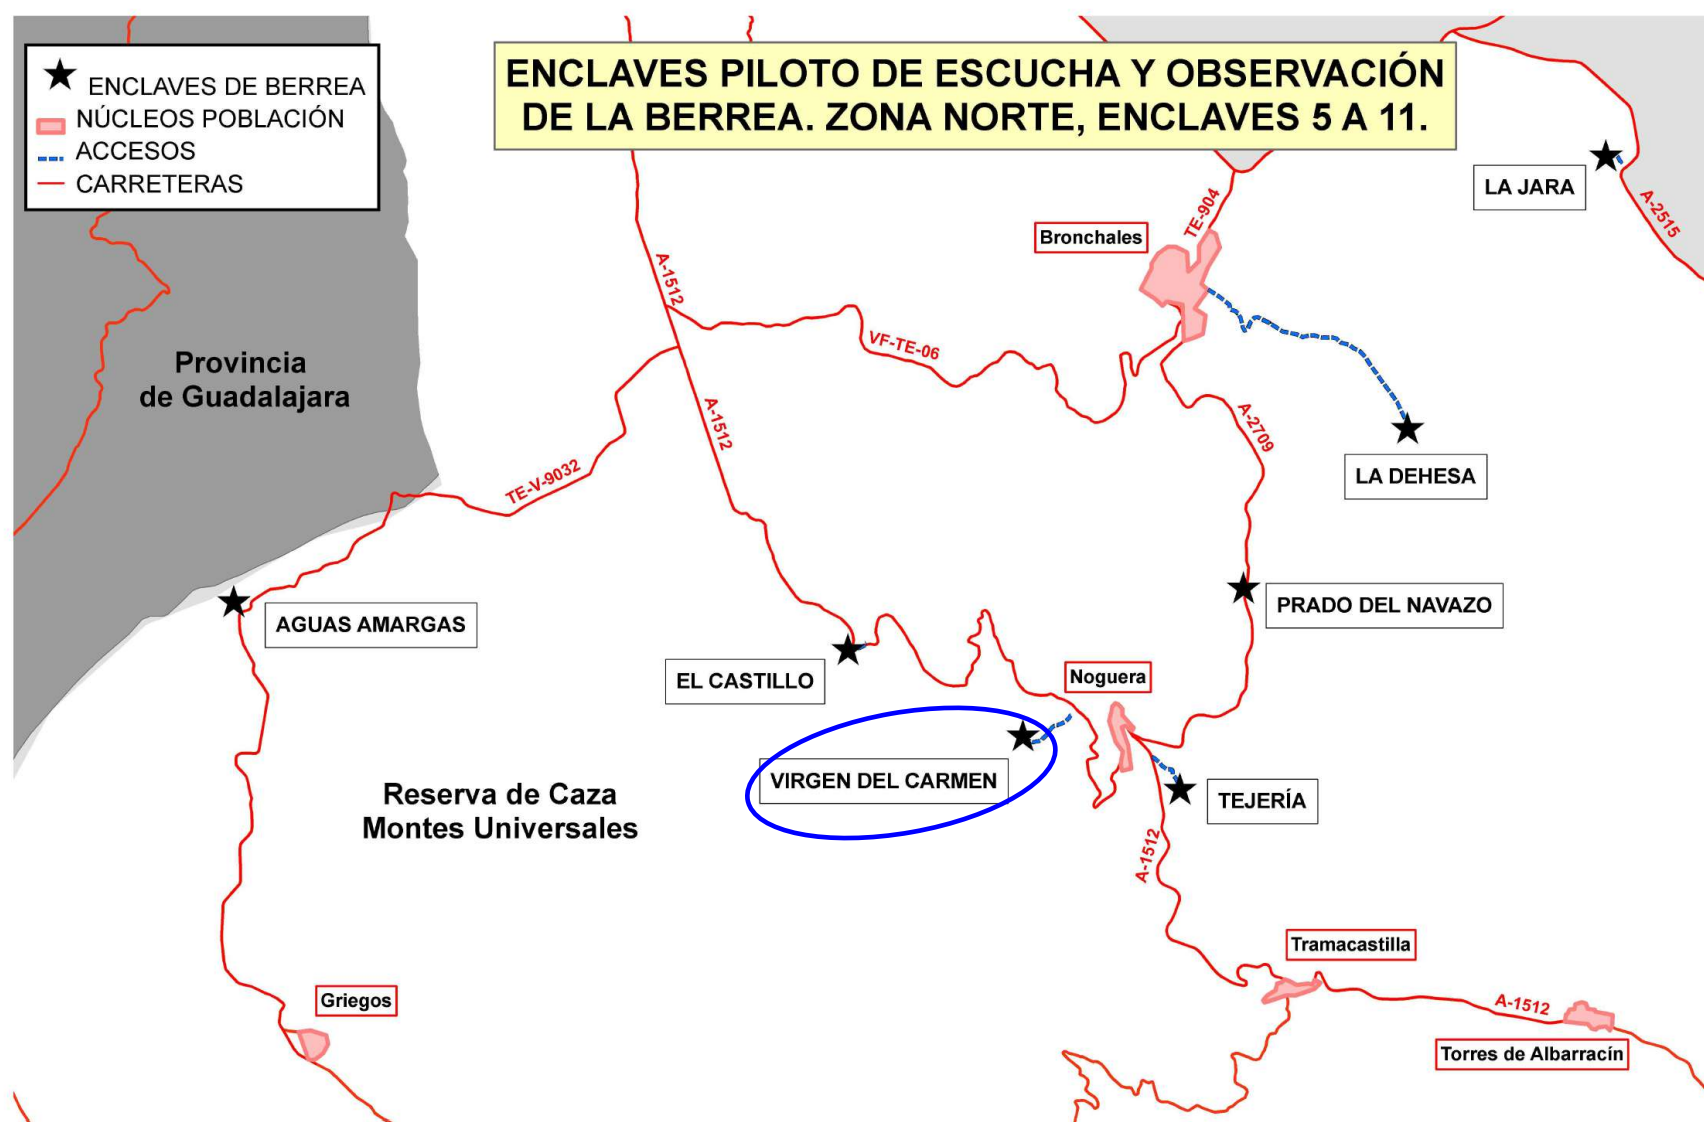 ENCLAVES DE BERREA
NÚCLEOS POBLACIÓN
ACCESOS
CARRETERAS
ENCLAVES PILOTO DE ESCUCHA Y OBSERVACIÓN
DE LA BERREA. ZONA NORTE, ENCLAVES 5 A 11.
LA JARA
A-2515
TE-904
Bronchales
A-1512
VF-TE-06
Provincia
de Guadalajara
A-1512
A-2709
TE-V-9032
LA DEHESA
AGUAS AMARGAS
PRADO DEL NAVAZO
EL CASTILLO
Noguera
VIRGEN DEL CARMEN
TEJERÍA
Reserva de Caza
Montes Universales
A-1512
Tramacastilla
Griegos
A-1512
Torres de Albarracín